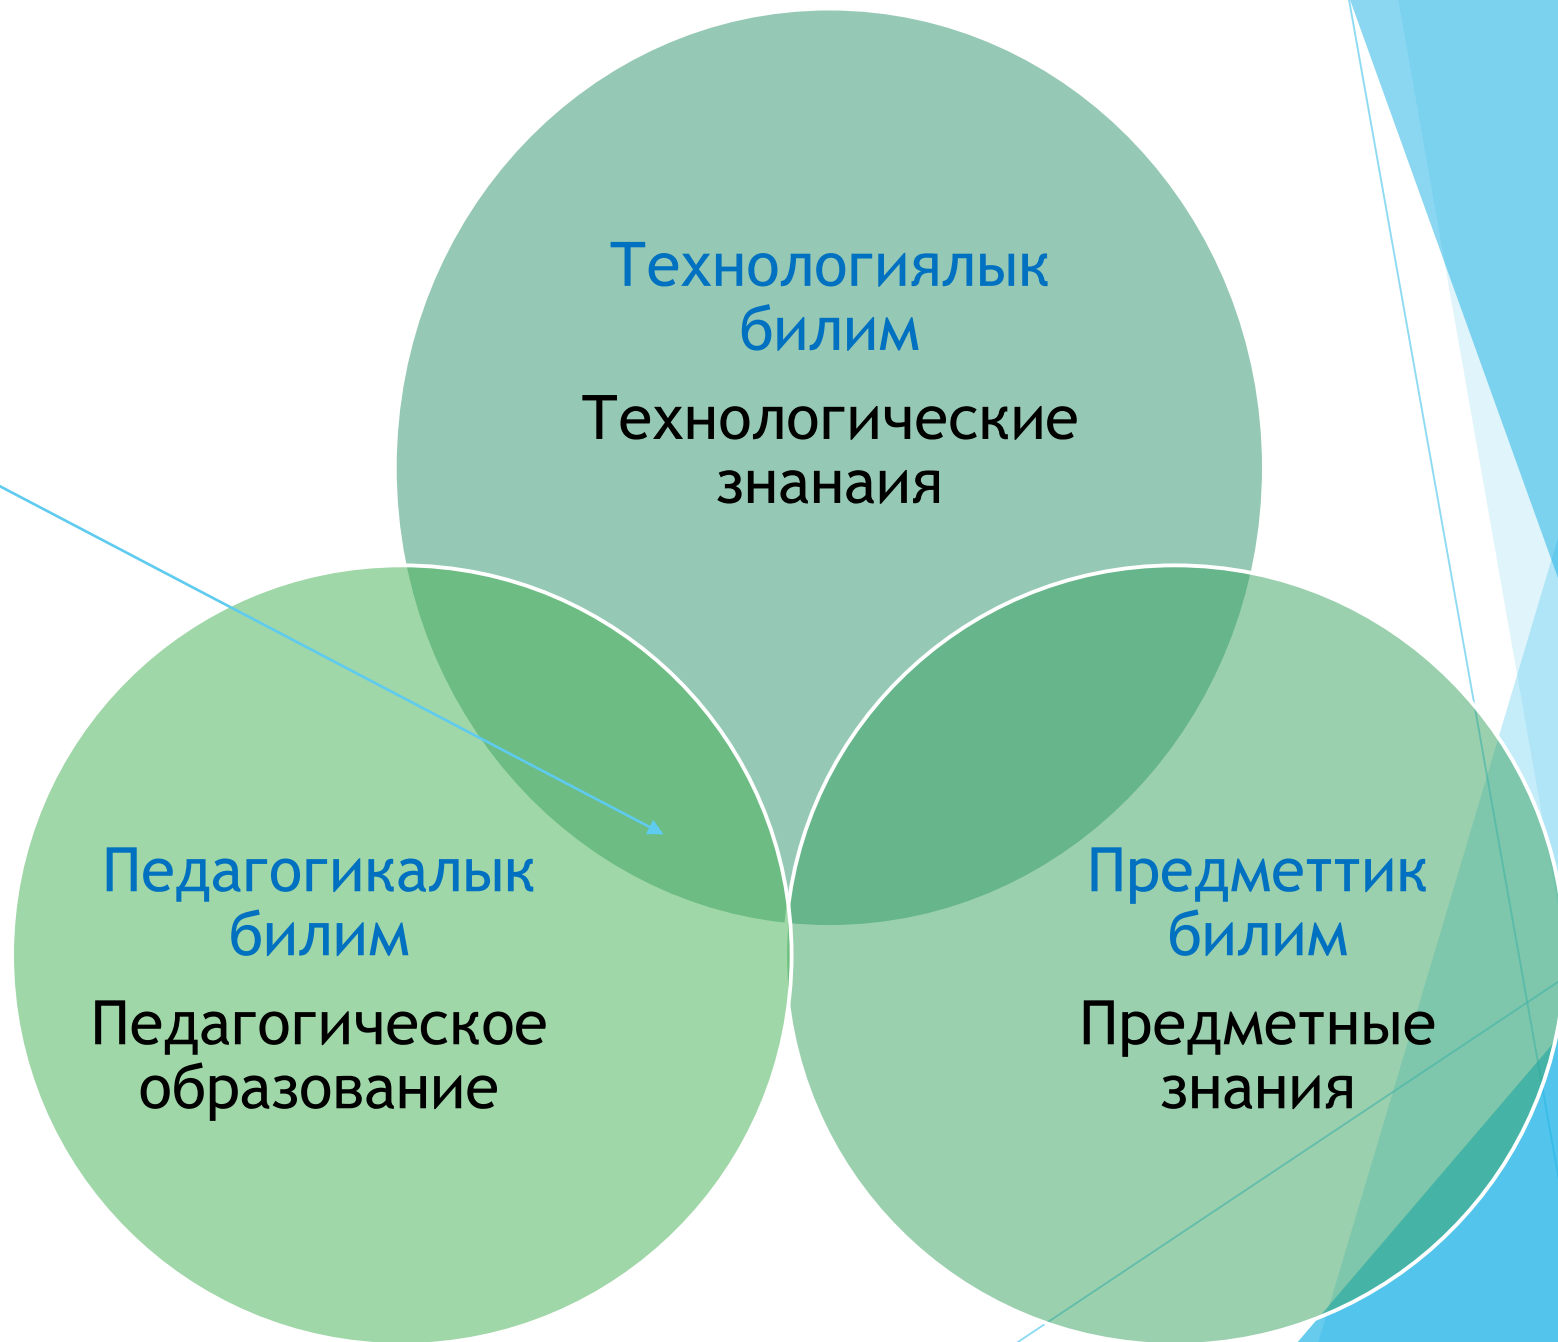 Технологиялык
билим
Технологические
знанаия
Педагогикалык
билим
Педагогическое
образование
Предметтик
билим
Предметные
знания